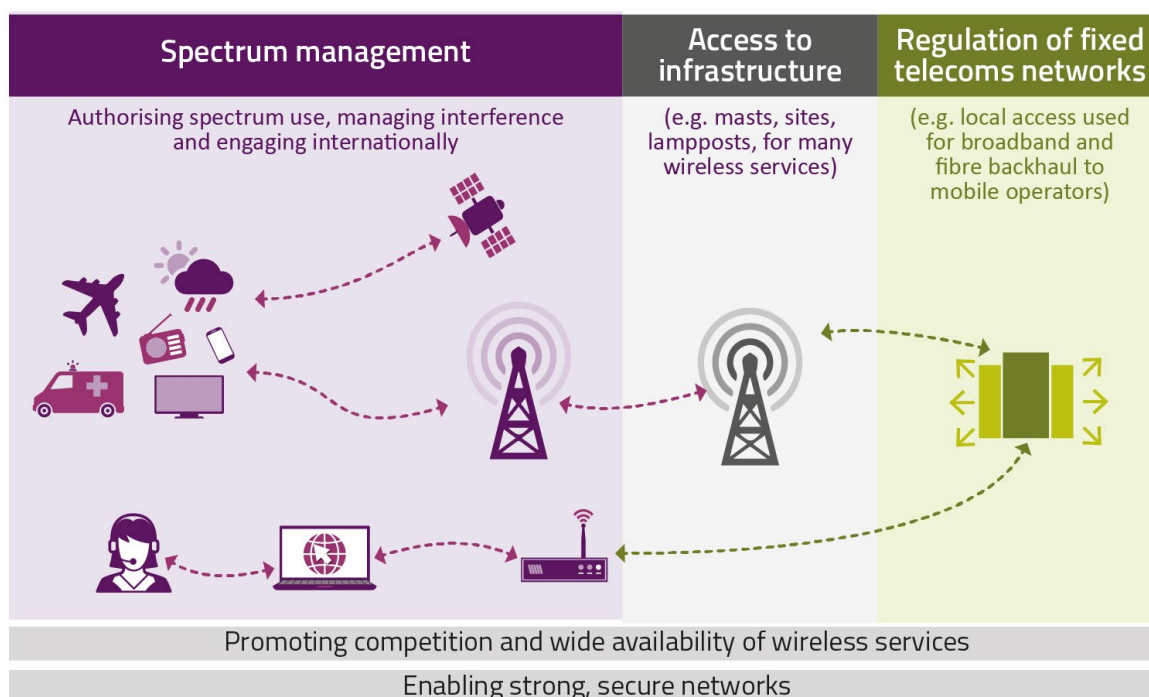 Spectrum management
Authorising spectrum use, managing interference
and engaging internationally
Access to
infrastructure
(e.g. masts, sites,
lampposts, for many
wireless services)
Regulation of fixed
telecoms networks
(e.g. local access used
for broadband and
fibre backhaul to
mobile operators)
Promoting competition and wide availability of wireless services
Enabling strong, secure networks